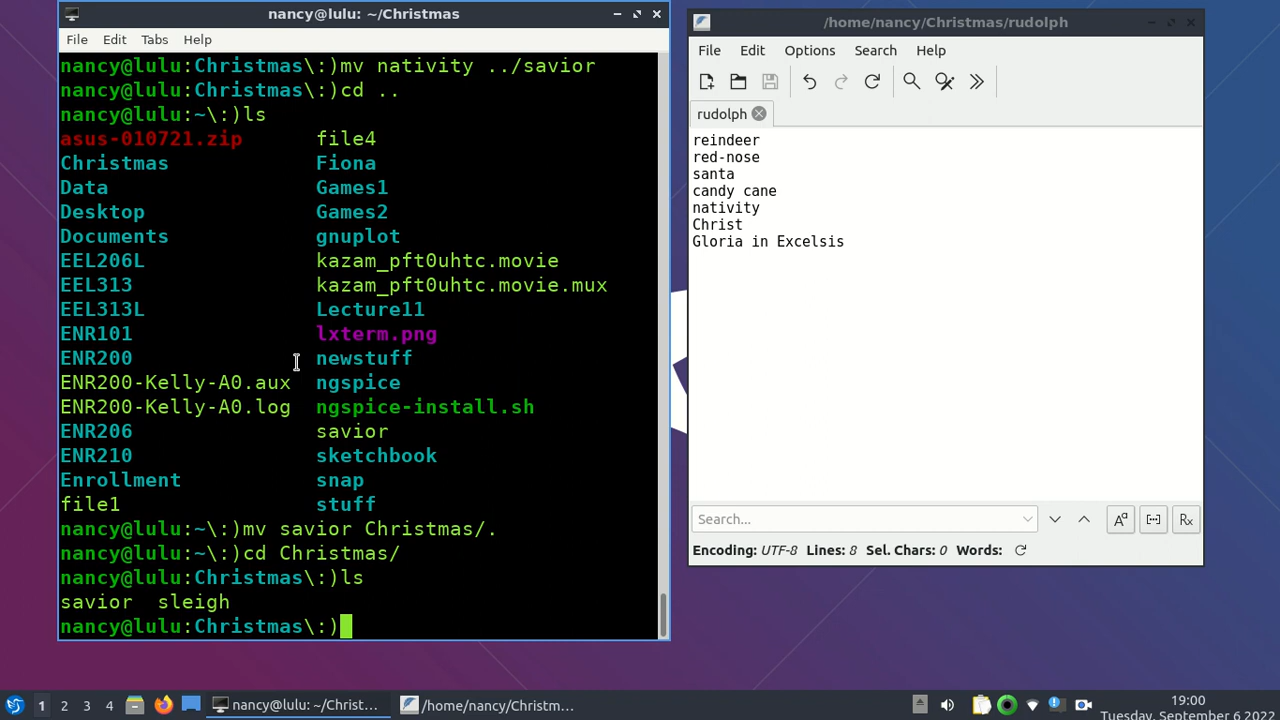 nancy@lulu: ~/Christmas
File Edit Tabs Help
nancy@lulu:Christmas\:)mv nativity ../savior
nancy@lulu:Christmas\:)cd ..
nancy@lulu:~\:)ls
asus-010721.zip file4
Christmas Fiona
Data Games1
Desktop Games2
Documents gnuplot
EEL206L kazam_pft0uhtc.movie
EEL313 kazam_pft0uhtc.movie.mux
EEL313L Lecture11
ENR101 lxterm.png
ENR200 newstuff
ENR200-Kelly-A0.aux ngspice
ENR200-Kelly-A0.log ngspice-install.sh
ENR206 savior
ENR210 sketchbook
Enrollment snap
file1 stuff
nancy@lulu:~\:)mv savior Christmas/.
nancy@lulu:~\:)cd Christmas/
nancy@lulu:Christmas\:)ls
savior sleigh
nancy@lulu:Christmas\:)
/home/nancy/Christmas/rudolph
File Edit Options Search Help
rudolph
reindeer
red-nose
santa
candy cane
nativity
Christ
Gloria in Excelsis
Search...
Encoding: UTF-8 Lines: 8 Sel. Chars: 0 Words:
1 2 3 4 nancy@lulu: ~/Christ... /home/nancy/Christm...
19:00
Tuesday, September 6 2022